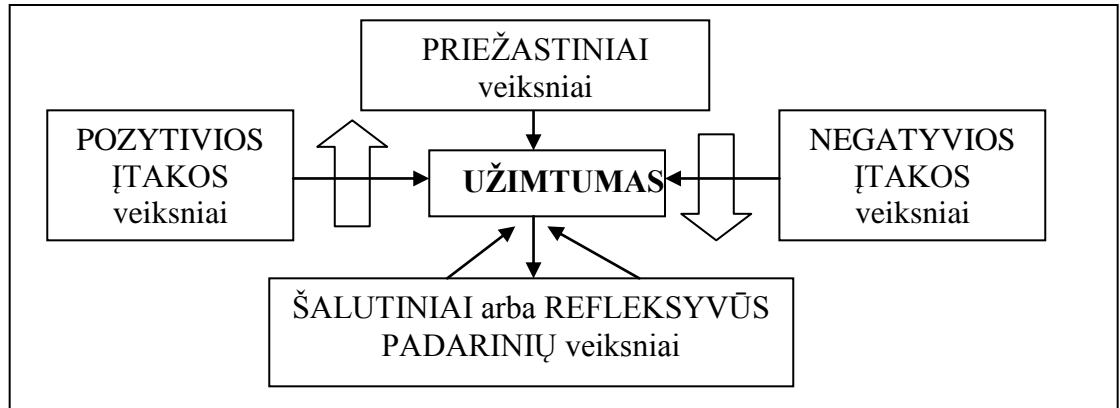 PRIEŽASTINIAI
veiksniai
POZYTIVIOS
ĮTAKOS
veiksniai
UŽIMTUMAS
NEGATYVIOS
ĮTAKOS
veiksniai
ŠALUTINIAI arba REFLEKSYVŪS
PADARINIŲ veiksniai